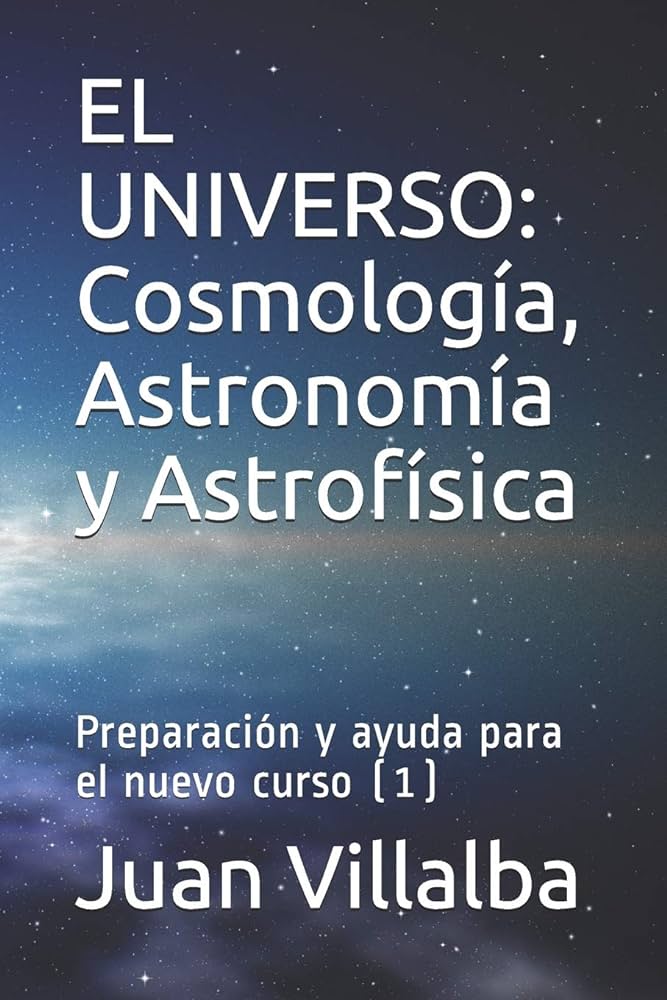 EL
UNIVERSO:
Cosmología,
Astronomía
y Astrofísica
Preparación y ayuda para
el nuevo curso (1)
Juan Villalba